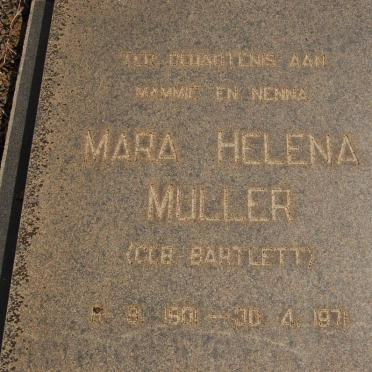 TER GEDAGTENIS AAN
MAMMIE EN NENNA
MARA HELENA
MULLER
(GEB BARTLETT)
9. 1901 — 30. 4. 1971